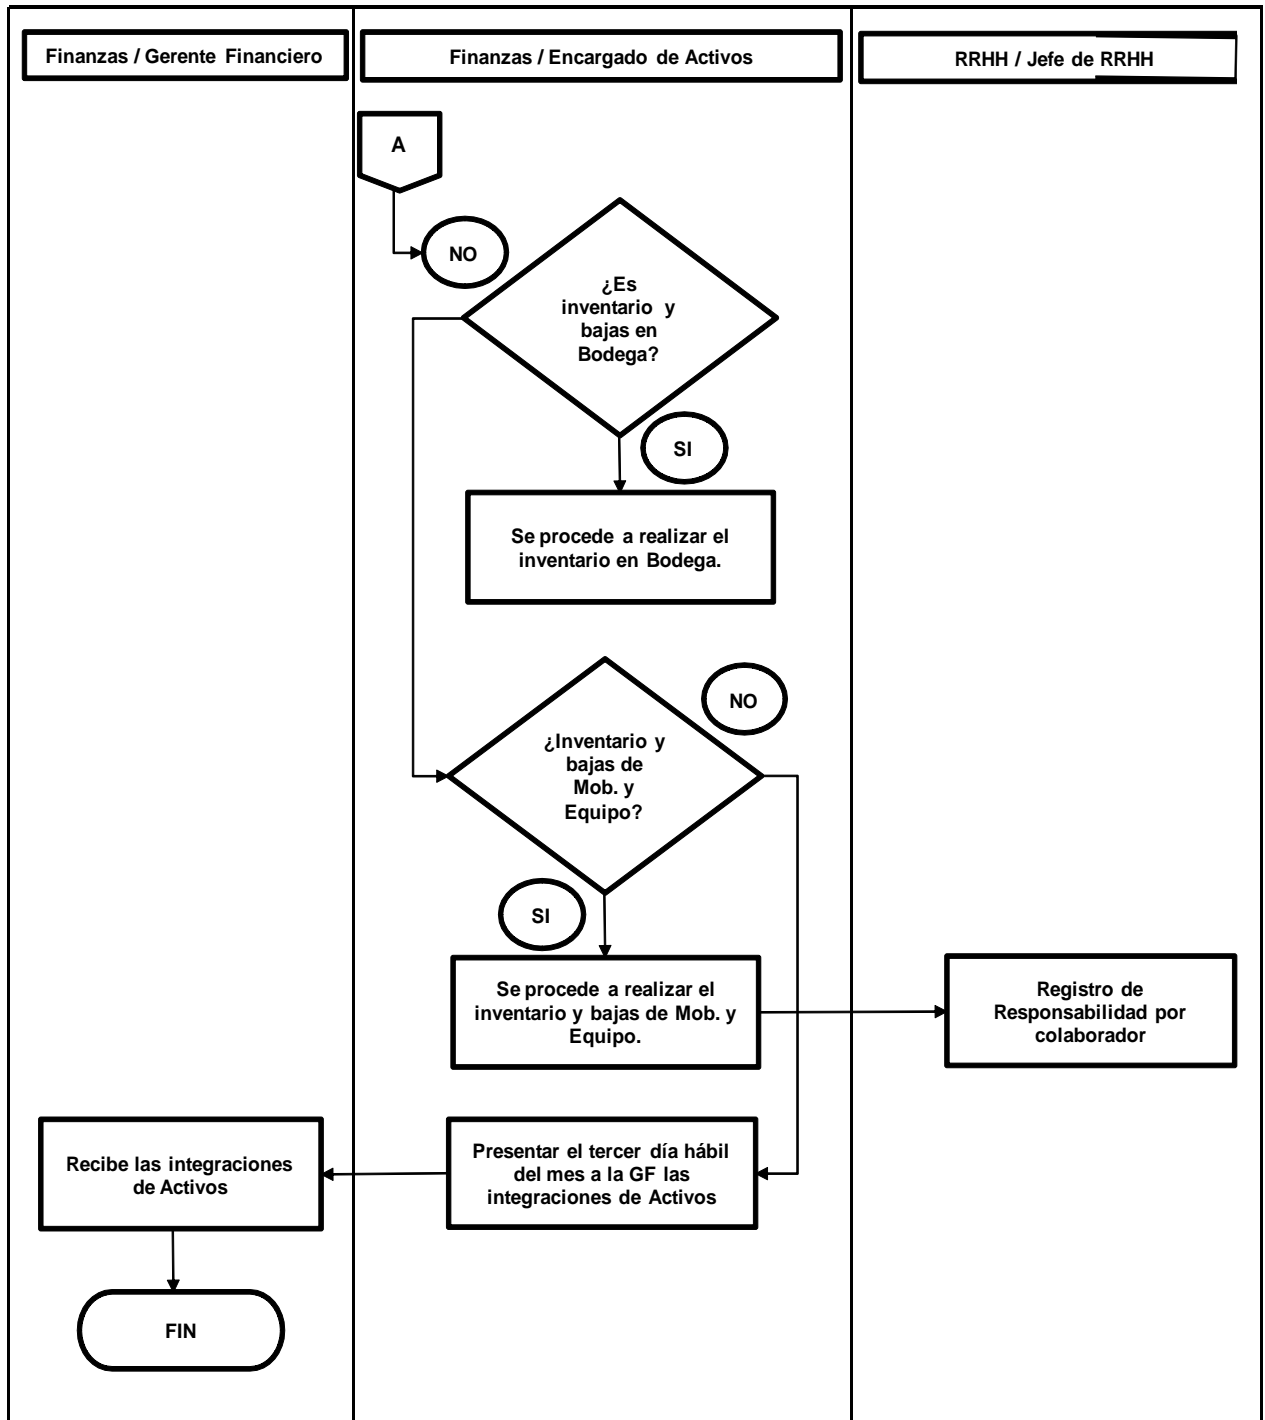 Finanzas / Gerente Financiero
Finanzas / Encargado de Activos
RRHH / Jefe de RRHH
A
NO
¿Es
inventario y
bajas en
Bodega?
SI
Se procede a realizar el
inventario en Bodega.
NO
¿Inventario y
bajas de
Mob. y
Equipo?
SI
Se procede a realizar el
inventario y bajas de Mob. y
Equipo.
Registro de
Responsabilidad por
colaborador
Presentar el tercer día hábil
del mes a la GF las
integraciones de Activos
Recibe las integraciones
de Activos
FIN